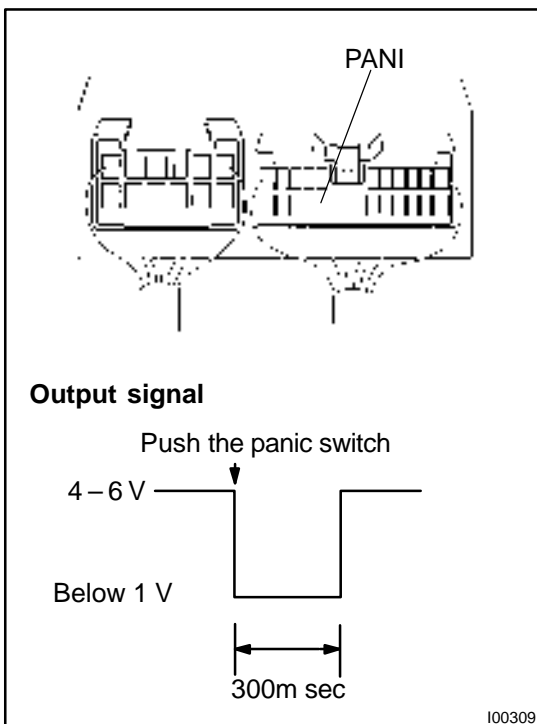 PANI
Output signal
Push the panic switch
4 – 6 V
Below 1 V
300m sec
I00309